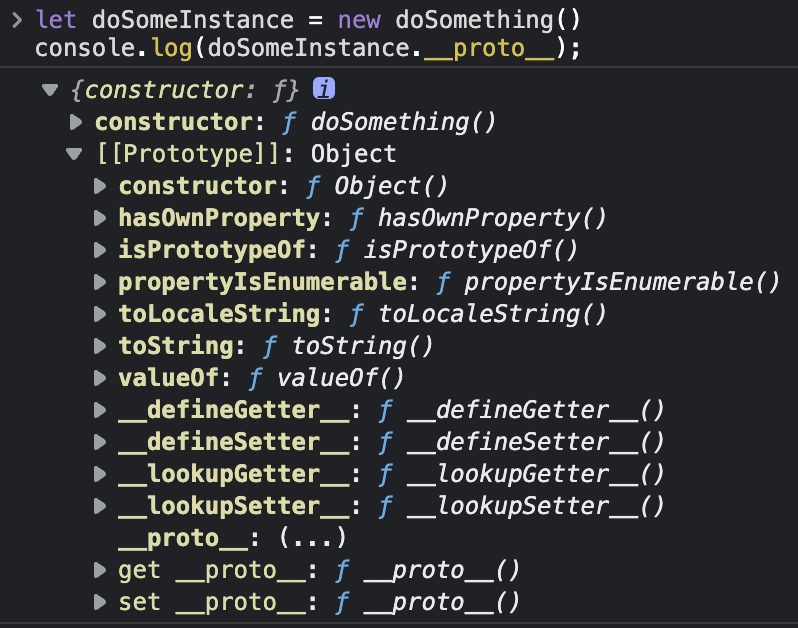 > let doSomeInstance = new doSomething()
console.log(doSomeInstance.__proto__);
▼ {constructor: ƒ} i
▶ constructor: ƒ doSomething()
▼ [[Prototype]]: Object
▶ constructor: ƒ Object()
▶ hasOwnProperty: ƒ hasOwnProperty()
▶ isPrototypeOf: ƒ isPrototypeOf()
▶ propertyIsEnumerable: ƒ propertyIsEnumerable()
▶ toLocaleString: ƒ toLocaleString()
▶ toString: ƒ toString()
▶ valueOf: ƒ valueOf()
▶ __defineGetter__: ƒ __defineGetter__()
▶ __defineSetter__: ƒ __defineSetter__()
▶ __lookupGetter__: ƒ __lookupGetter__()
▶ __lookupSetter__: ƒ __lookupSetter__()
__proto__: (...)
▶ get __proto__: ƒ __proto__()
▶ set __proto__: ƒ __proto__()